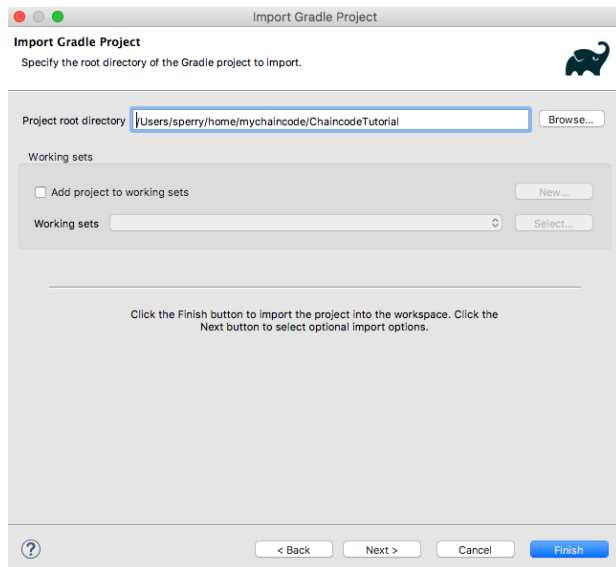 Import Gradle Project
Import Gradle Project
Specify the root directory of the Gradle project to import.
Project root directory /Users/sperry/home/mychaincode/ChaincodeTutorial Browse...
Working sets
Add project to working sets New...
Working sets Select...
Click the Finish button to import the project into the workspace. Click the
Next button to select optional import options.
? < Back Next > Cancel Finish